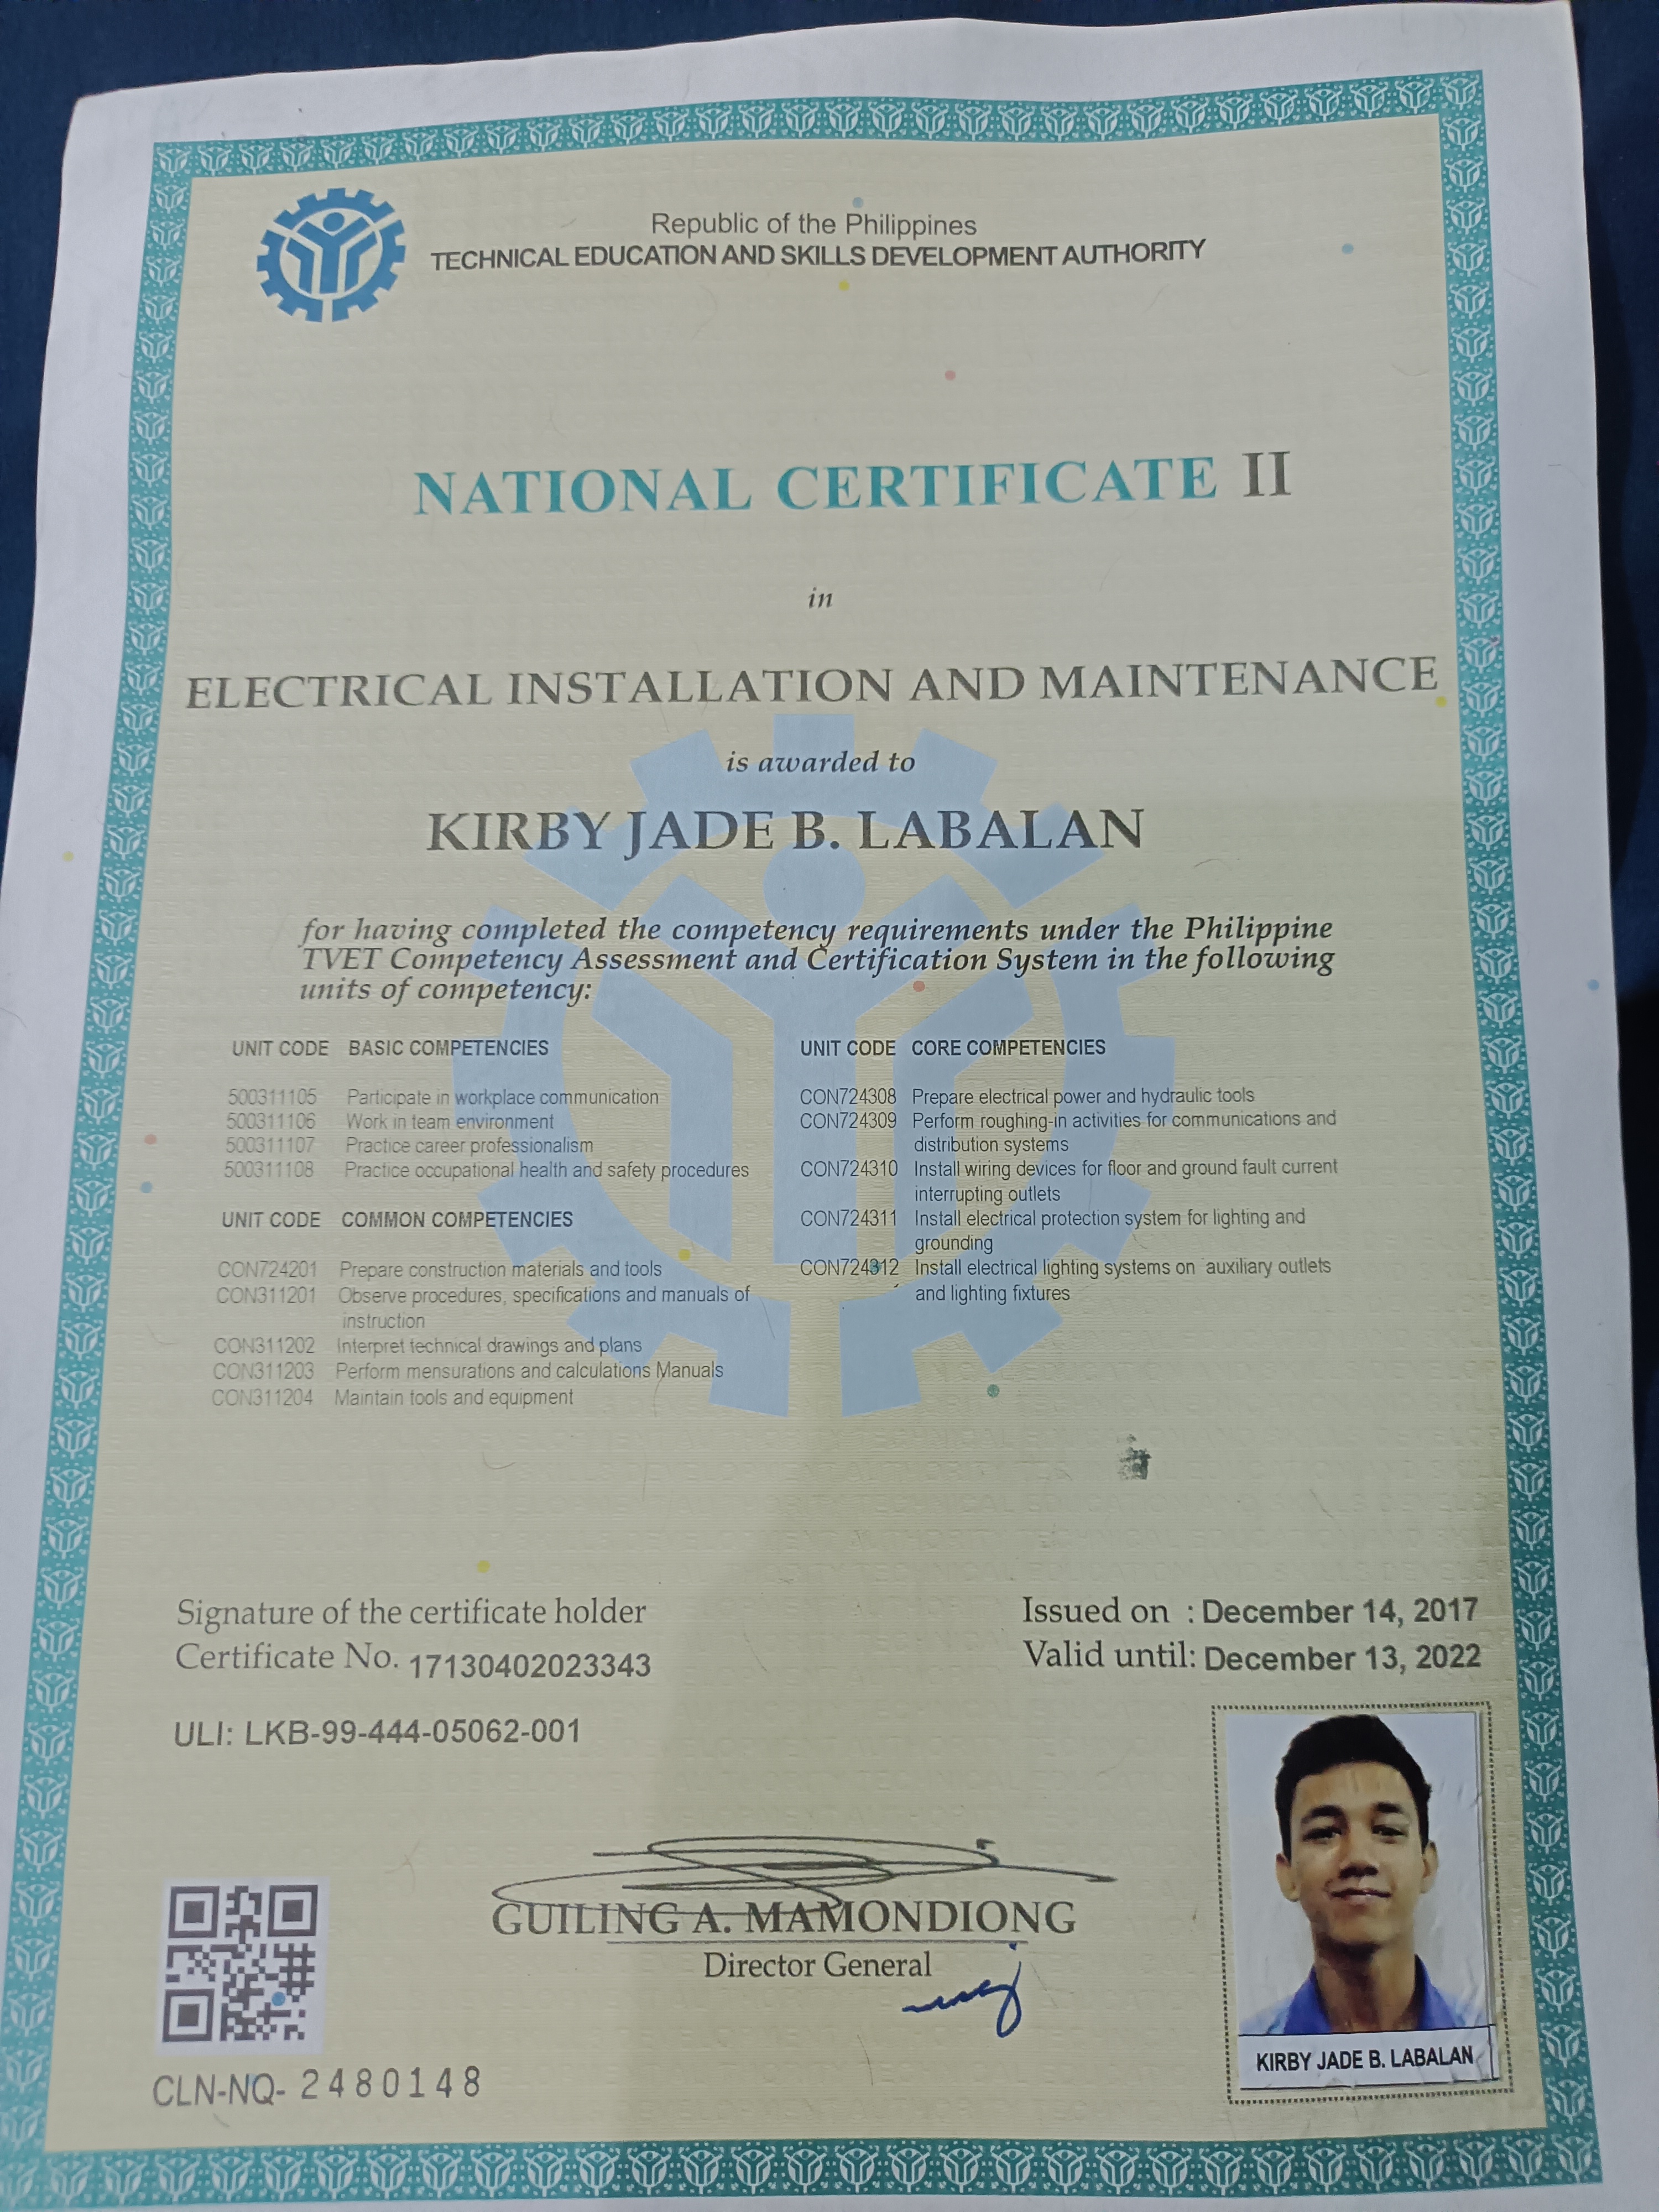 Republic of the Philippines
TECHNICAL EDUCATION AND SKILLS DEVELOPMENT AUTHORITY
NATIONAL CERTIFICATE II
in
ELECTRICAL INSTALLATION AND MAINTENANCE
is awarded to
KIRBY JADE B. LABALAN
for having completed the competency requirements under the Philippine
TVET Competency Assessment and Certification System in the following
units of competency:
UNIT CODE BASIC COMPETENCIES
500311105 Participate in workplace communication
500311106 Work in team environment
500311107 Practice career professionalism
500311108 Practice occupational health and safety procedures
UNIT CODE COMMON COMPETENCIES
CON724201 Prepare construction materials and tools
CON311201 Observe procedures, specifications and manuals of
instruction
CON311202 Interpret technical drawings and plans
CON311203 Perform mensurations and calculations Manuals
CON311204 Maintain tools and equipment
UNIT CODE CORE COMPETENCIES
CON724308 Prepare electrical power and hydraulic tools
CON724309 Perform roughing-in activities for communications and
distribution systems
CON724310 Install wiring devices for floor and ground fault current
interrupting outlets
CON724311 Install electrical protection system for lighting and
grounding
CON724312 Install electrical lighting systems on auxiliary outlets
and lighting fixtures
Signature of the certificate holder
Certificate No. 17130402023343
ULI: LKB-99-444-05062-001
Issued on : December 14, 2017
Valid until: December 13, 2022
GUILING A. MAMONDIONG
Director General
KIRBY JADE B. LABALAN
CLN-NQ- 2480148